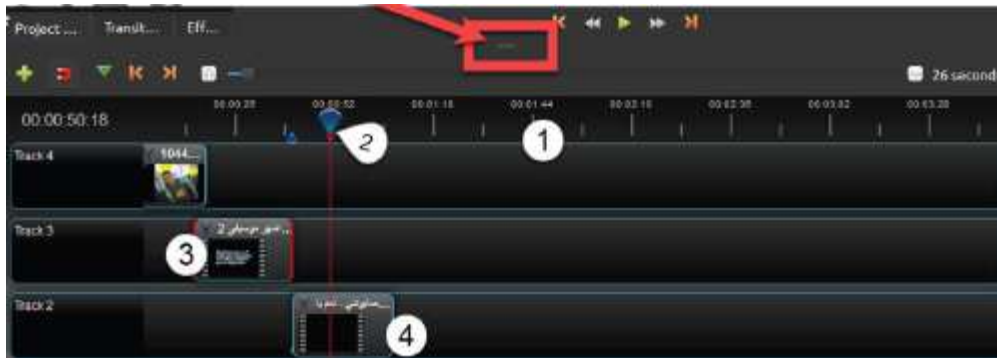 Project ... Transit... Eff...
26 second
00:00:50:18
00:00:26 00:00:52 00:01:18 00:01:44 00:02:10 00:02:36 00:03:02 00:03:28
1
2
Track 4
1044...
Track 3
3
Track 2
4